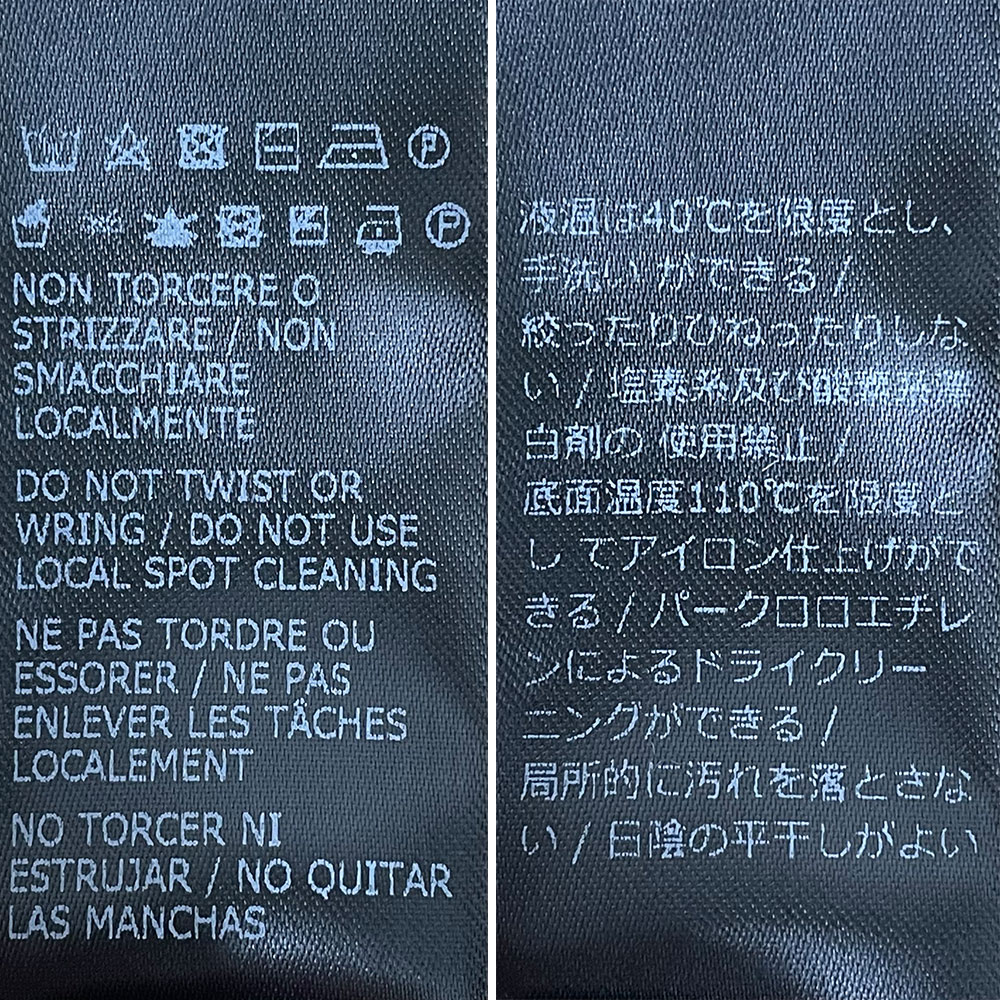 NON TORCERE O
STRIZZARE / NON
SMACCHIARE
LOCALMENTE
DO NOT TWIST OR
WRING / DO NOT USE
LOCAL SPOT CLEANING
NE PAS TORDRE OU
ESSORER / NE PAS
ENLEVER LES TÂCHES
LOCALEMENT
NO TORCER NI
ESTRUJAR / NO QUITAR
LAS MANCHAS
液温は40℃を限度とし、
手洗い ができる /
絞ったりひねったりしな
い / 塩素系及び酸素系漂
白剤の 使用禁止 /
底面温度110℃を限度と
し てアイロン仕上げがで
きる / パークロロエチレ
ンによるドライクリー
ニングができる /
局所的に汚れを落とさな
い / 日陰の平干しがよい